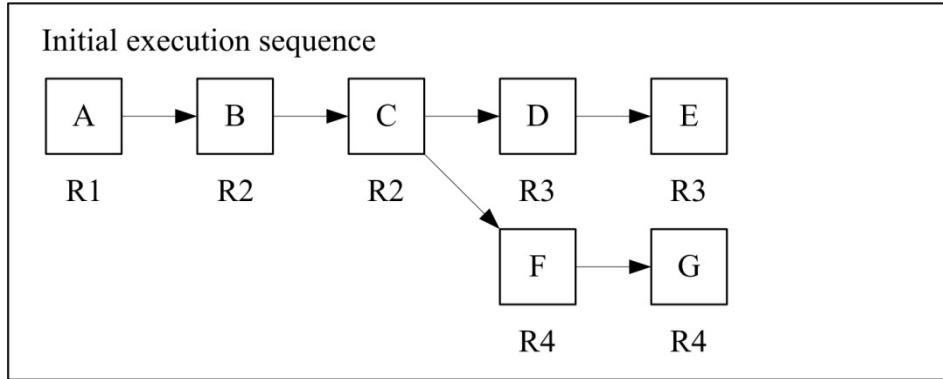 Initial execution sequence
A B C D E
R1 R2 R2 R3 R3
F G
R4 R4